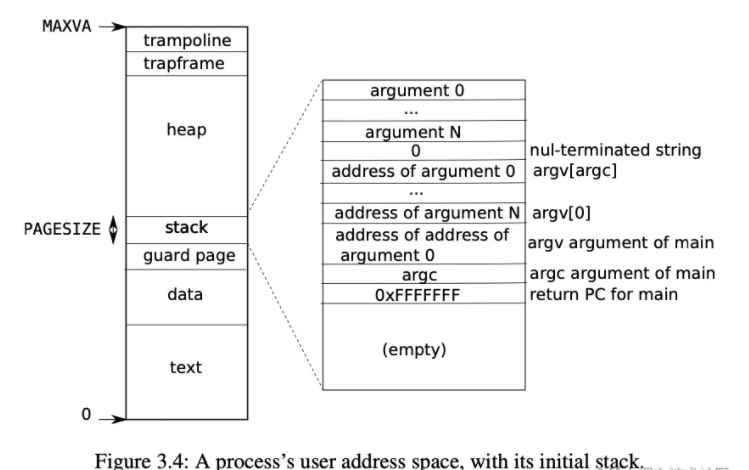 MAXVA
trampoline
trapframe
heap
PAGESIZE
stack
guard page
data
text
0
argument 0
...
argument N
0
nul-terminated string
address of argument 0
argv[argc]
...
address of argument N
argv[0]
address of address of
argument 0
argv argument of main
argc
argc argument of main
0xFFFFFFF
return PC for main
(empty)
Figure 3.4: A process's user address space, with its initial stack.